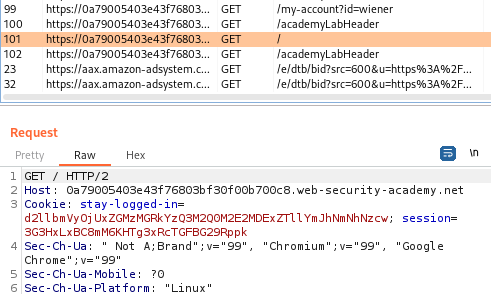 99 https://0a79005403e43f76803... GET /my-account?id=wiener
100 https://0a79005403e43f76803... GET /academyLabHeader
101 https://0a79005403e43f76803... GET /
102 https://0a79005403e43f76803... GET /academyLabHeader
23 https://aax.amazon-adsystem.c... GET /e/dtb/bid?src=600&u=https%3A%2F...
32 https://aax.amazon-adsystem.c... GET /e/dtb/bid?src=600&u=https%3A%2F...
Request
Pretty Raw Hex \n
1 GET / HTTP/2
2 Host: 0a79005403e43f76803bf30f00b700c8.web-security-academy.net
3 Cookie: stay-logged-in=
d2llbmVyOjUxZGMzMGRkYzQ3M2Q0M2E2MDExZTllYmJhNmNhNzcw; session=
3G3HxLxBC8mM6KHTg3xRcTGFBG29Rppk
4 Sec-Ch-Ua: " Not A;Brand";v="99", "Chromium";v="99", "Google
Chrome";v="99"
5 Sec-Ch-Ua-Mobile: ?0
6 Sec-Ch-Ua-Platform: "Linux"